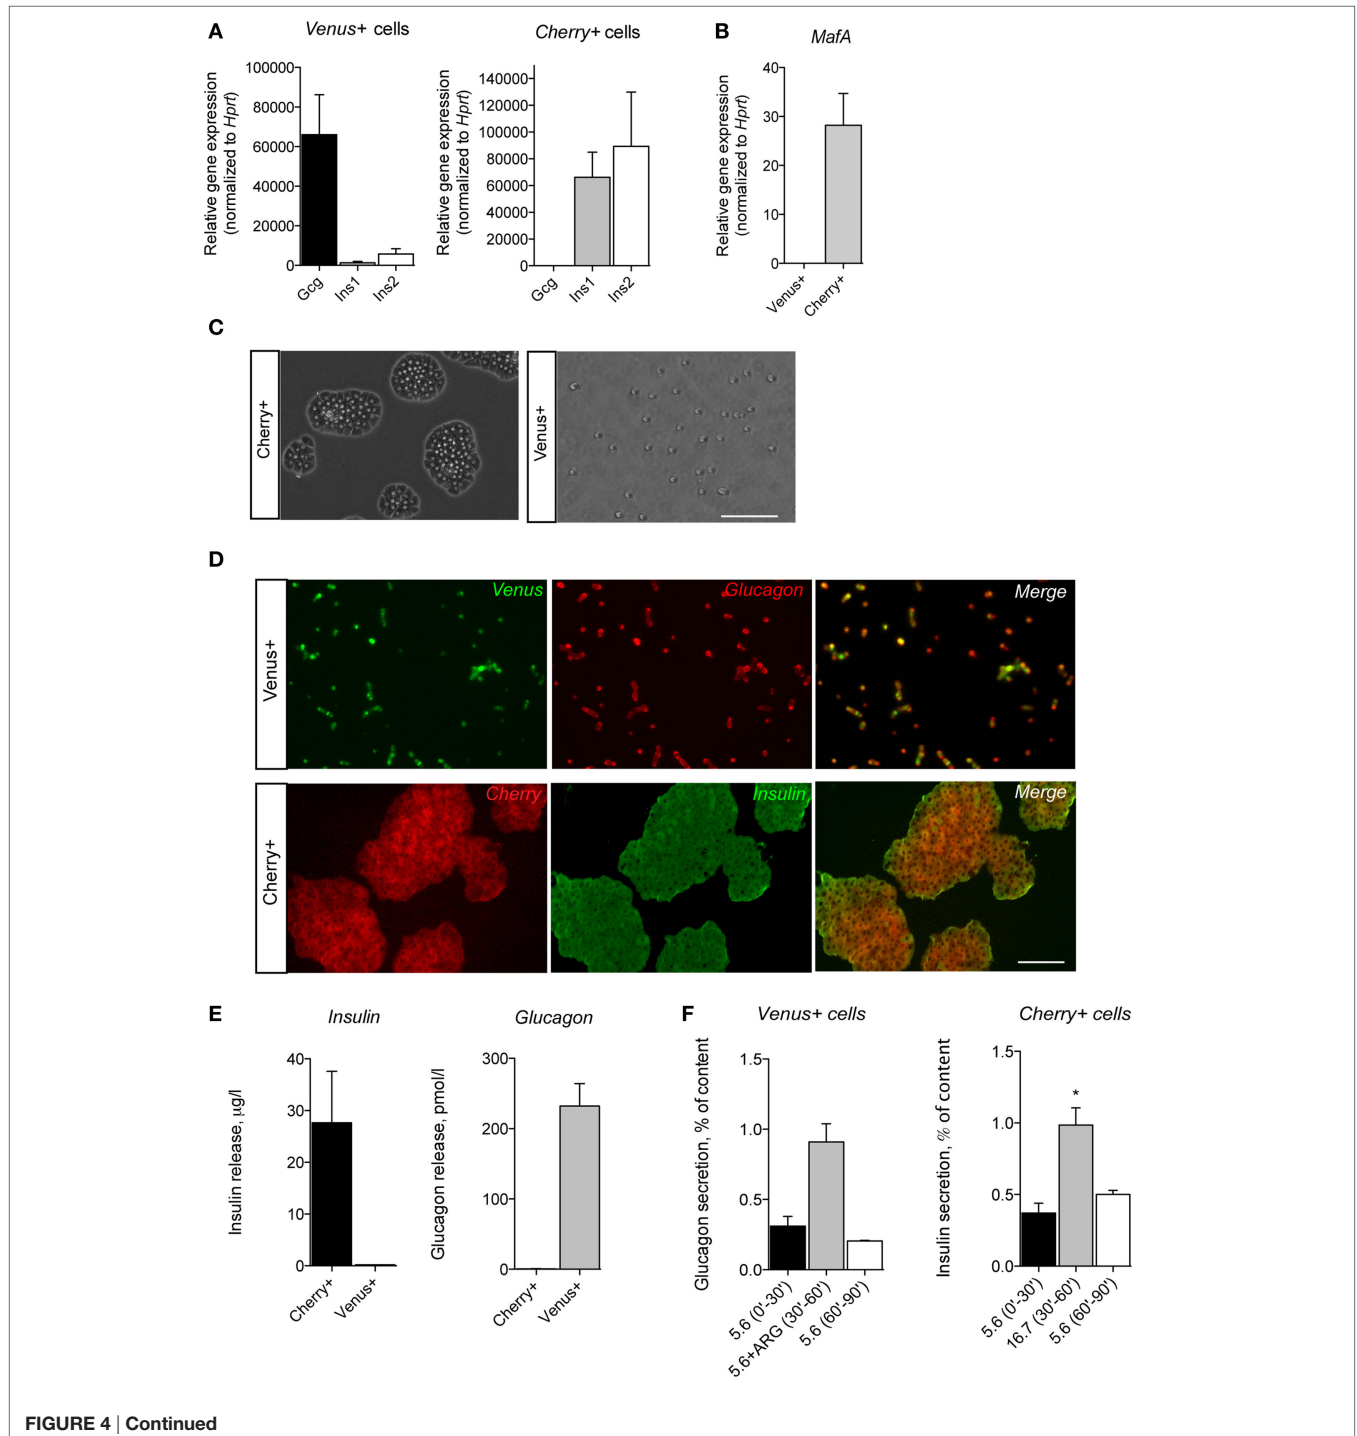 A
Venus+ cells
Relative gene expression
(normalized to Hprt)
100000
80000
60000
40000
20000
0
Gcg
Ins1
Ins2
Cherry+ cells
Relative gene expression
(normalized to Hprt)
140000
120000
100000
80000
60000
40000
20000
0
Gcg
Ins1
Ins2
B
MafA
Relative gene expression
(normalized to Hprt)
40
30
20
10
0
Venus+
Cherry+
C
Cherry+
Venus+
D
Venus+
Venus
Glucagon
Merge
Cherry+
Cherry
Insulin
Merge
E
Insulin
Insulin release, µg/l
40
30
20
10
0
Cherry+
Venus+
Glucagon
Glucagon release, pmol/l
300
200
100
0
Cherry+
Venus+
F
Venus+ cells
Glucagon secretion, % of content
1.5
1.0
0.5
0.0
5.6 (0'-30')
5.6+ARG (30'-60')
5.6 (60'-90')
Cherry+ cells
Insulin secretion, % of content
1.5
1.0
0.5
0.0
*
5.6 (0'-30')
16.7 (30'-60')
5.6 (60'-90')
FIGURE 4 | Continued